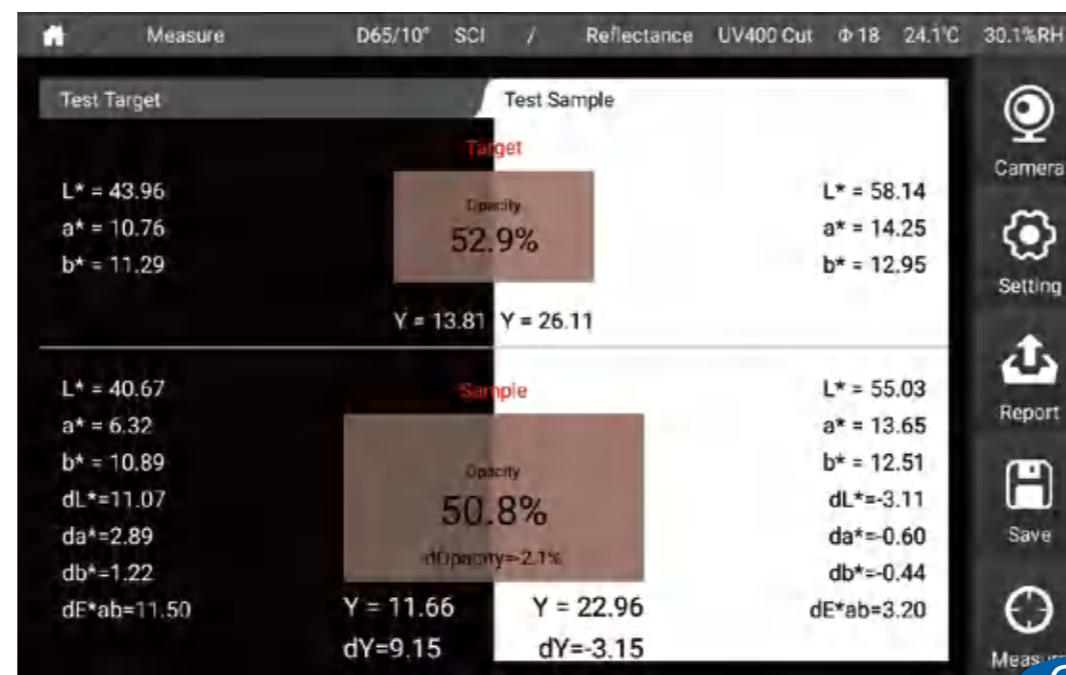 Measure D65/10° SCI / Reflectance UV400 Cut Φ18 24.1°C 30.1%RH
Test Target Test Sample
Target
L* = 43.96
a* = 10.76
b* = 11.29
Opacity
52.9%
L* = 58.14
a* = 14.25
b* = 12.95
Y = 13.81 Y = 26.11
Sample
L* = 40.67
a* = 6.32
b* = 10.89
dL*=11.07
da*=2.89
db*=1.22
dE*ab=11.50
Opacity
50.8%
dOpacity=-2.1%
Y = 11.66 Y = 22.96
dY=9.15 dY=-3.15
L* = 55.03
a* = 13.65
b* = 12.51
dL*=-3.11
da*=-0.60
db*=-0.44
dE*ab=3.20
Camera
Setting
Report
Save
Measure